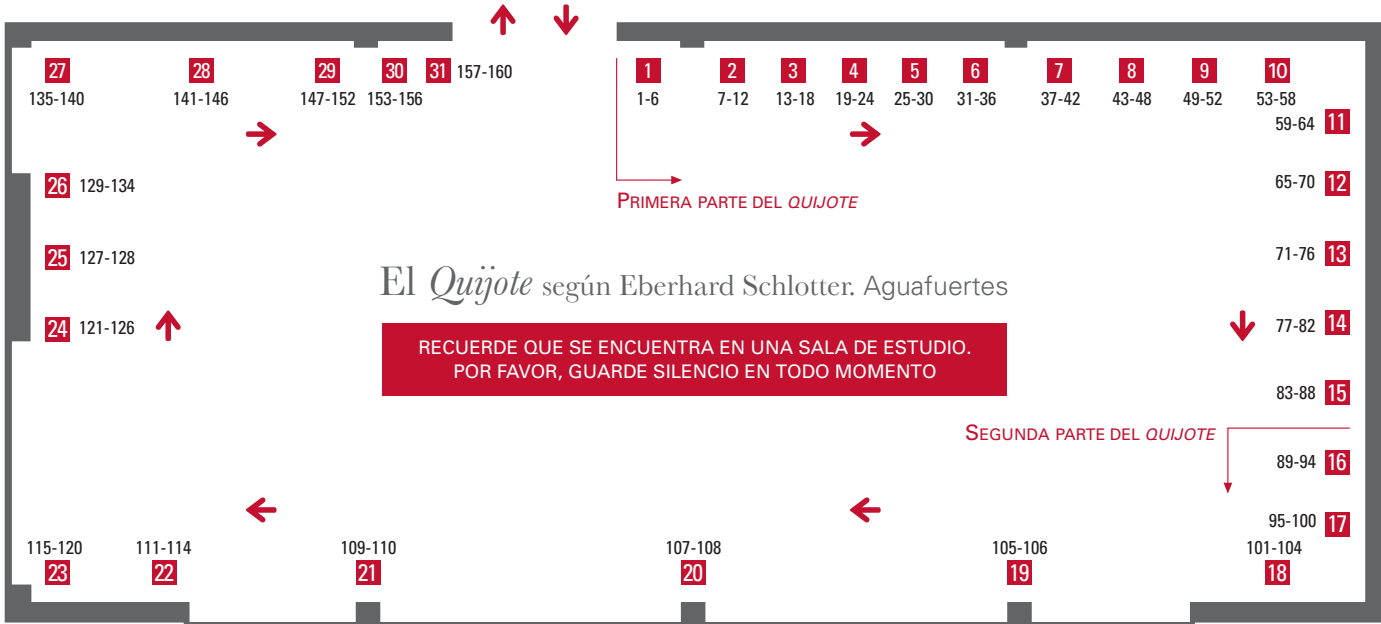 27 28 29 30 31 157-160 1 2 3 4 5 6 7 8 9 10
135-140 141-146 147-152 153-156 1-6 7-12 13-18 19-24 25-30 31-36 37-42 43-48 49-52 53-58
59-64 11
26 129-134
65-70 12
PRIMERA PARTE DEL QUIJOTE
25 127-128
71-76 13
El Quijote según Eberhard Schlotter. Aguafuertes
24 121-126
77-82 14
RECUERDE QUE SE ENCUENTRA EN UNA SALA DE ESTUDIO.
POR FAVOR, GUARDE SILENCIO EN TODO MOMENTO
83-88 15
SEGUNDA PARTE DEL QUIJOTE
89-94 16
95-100 17
115-120 111-114 109-110 107-108 105-106 101-104
23 22 21 20 19 18